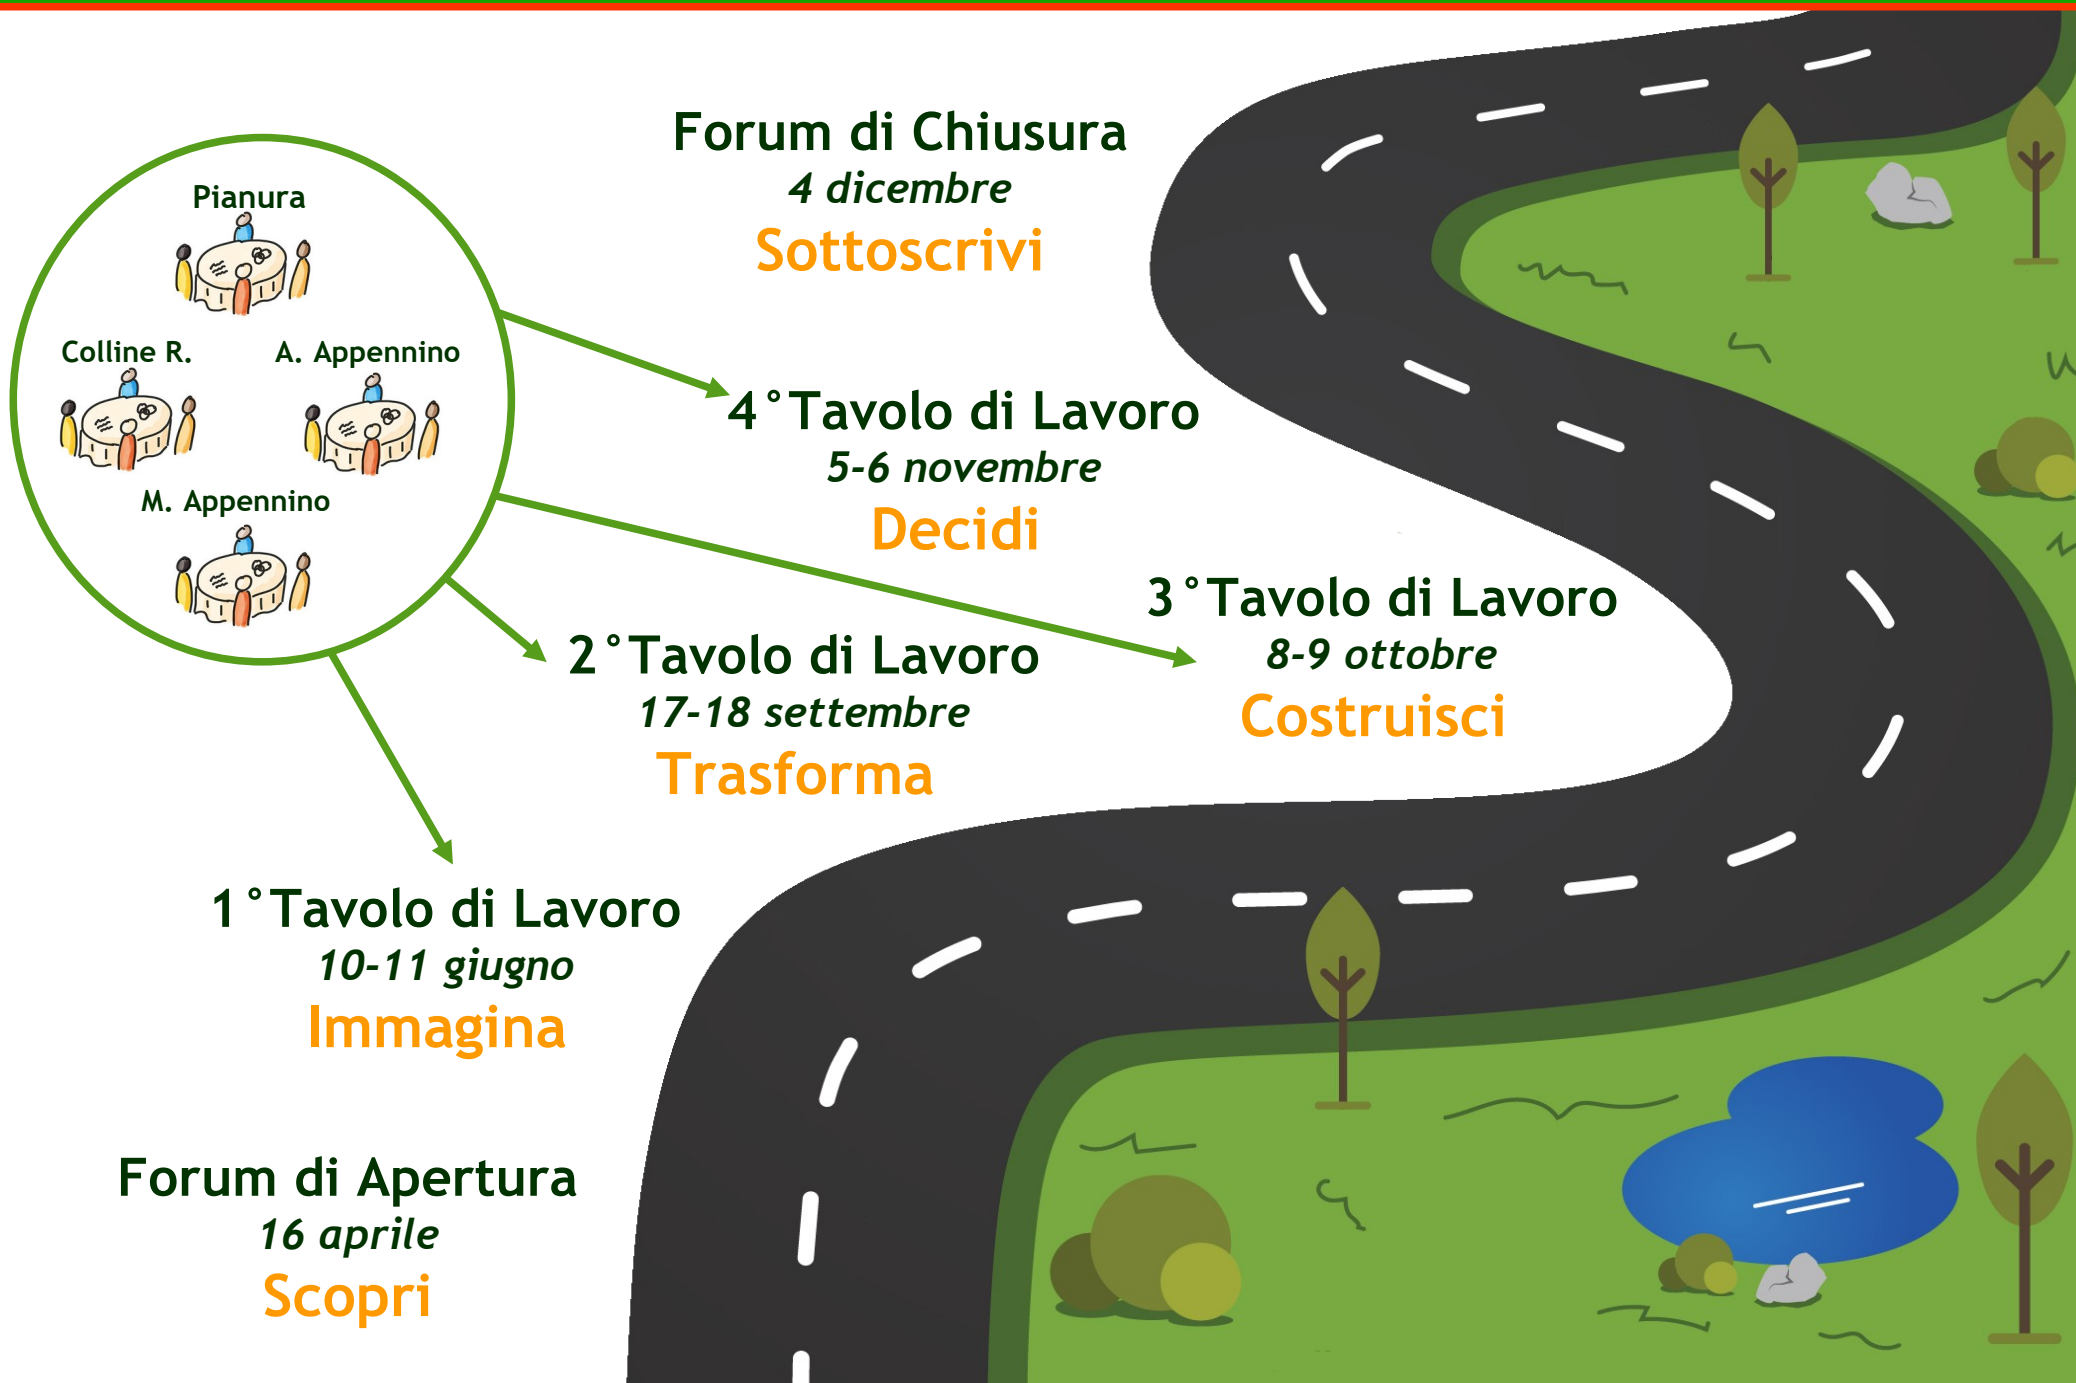 Forum di Chiusura
4 dicembre
Sottoscrivi
Pianura
Colline R.
A. Appennino
M. Appennino
4°Tavolo di Lavoro
5-6 novembre
Decidi
3°Tavolo di Lavoro
8-9 ottobre
Costruisci
2°Tavolo di Lavoro
17-18 settembre
Trasforma
1°Tavolo di Lavoro
10-11 giugno
Immagina
Forum di Apertura
16 aprile
Scopri